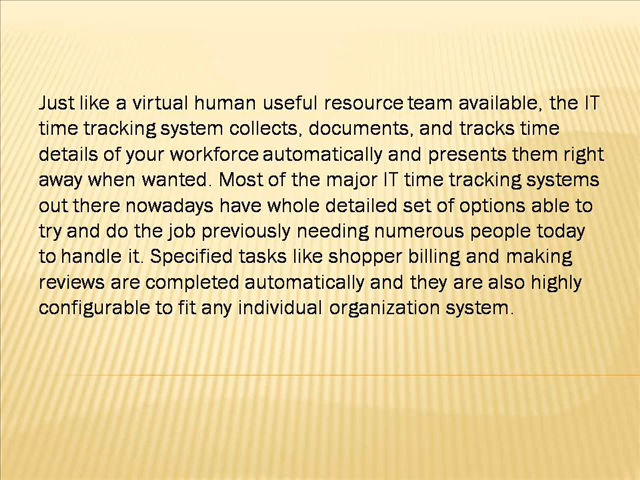 Just like a virtual human useful resource team available, the IT
time tracking system collects, documents, and tracks time
details of your workforce automatically and presents them right
away when wanted. Most of the major IT time tracking systems
out there nowadays have whole detailed set of options able to
try and do the job previously needing numerous people today
to handle it. Specified tasks like shopper billing and making
reviews are completed automatically and they are also highly
configurable to fit any individual organization system.